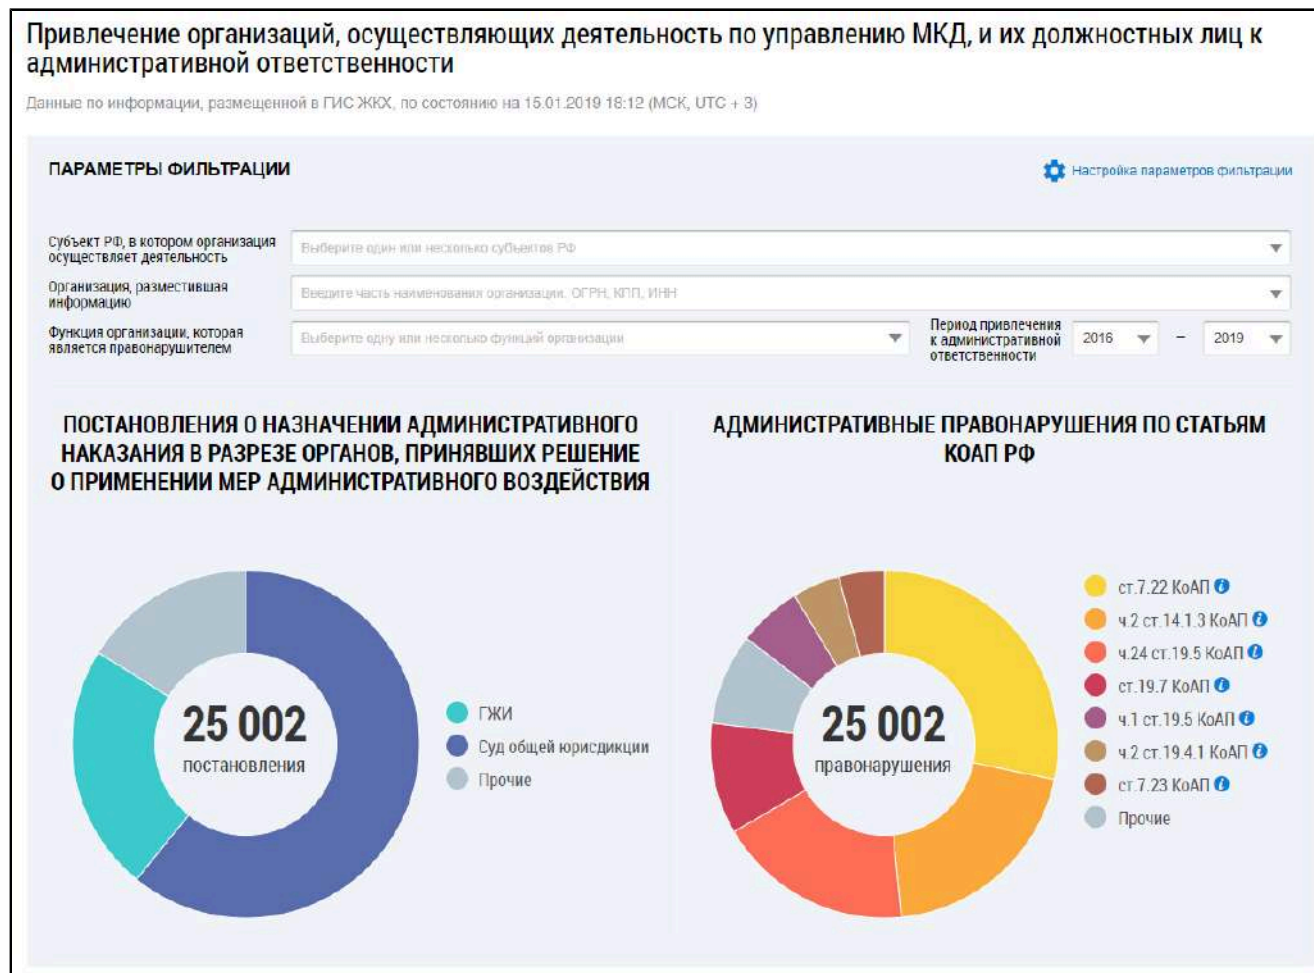 Привлечение организаций, осуществляющих деятельность по управлению МКД, и их должностных лиц к
административной ответственности
Данные по информации, размещенной в ГИС ЖКХ, по состоянию на 15.01.2019 18:12 (МСК, UTC + 3)
ПАРАМЕТРЫ ФИЛЬТРАЦИИ
Настройка параметров фильтрации
Субъект РФ, в котором организация
осуществляет деятельность
Выберите один или несколько субъектов РФ
Организация, разместившая
информацию
Введите часть наименования организации, ОГРН, КПП, ИНН
Функция организации, которая
является правонарушителем
Выберите одну или несколько функций организации
Период привлечения
к административной
ответственности
2016 – 2019
ПОСТАНОВЛЕНИЯ О НАЗНАЧЕНИИ АДМИНИСТРАТИВНОГО
НАКАЗАНИЯ В РАЗРЕЗЕ ОРГАНОВ, ПРИНЯВШИХ РЕШЕНИЕ
О ПРИМЕНЕНИИ МЕР АДМИНИСТРАТИВНОГО ВОЗДЕЙСТВИЯ
25 002
постановления
ГЖИ
Суд общей юрисдикции
Прочие
АДМИНИСТРАТИВНЫЕ ПРАВОНАРУШЕНИЯ ПО СТАТЬЯМ
КОАП РФ
25 002
правонарушения
ст.7.22 КоАП
ч.2 ст.14.1.3 КоАП
ч.24 ст.19.5 КоАП
ст.19.7 КоАП
ч.1 ст.19.5 КоАП
ч.2 ст.19.4.1 КоАП
ст.7.23 КоАП
Прочие